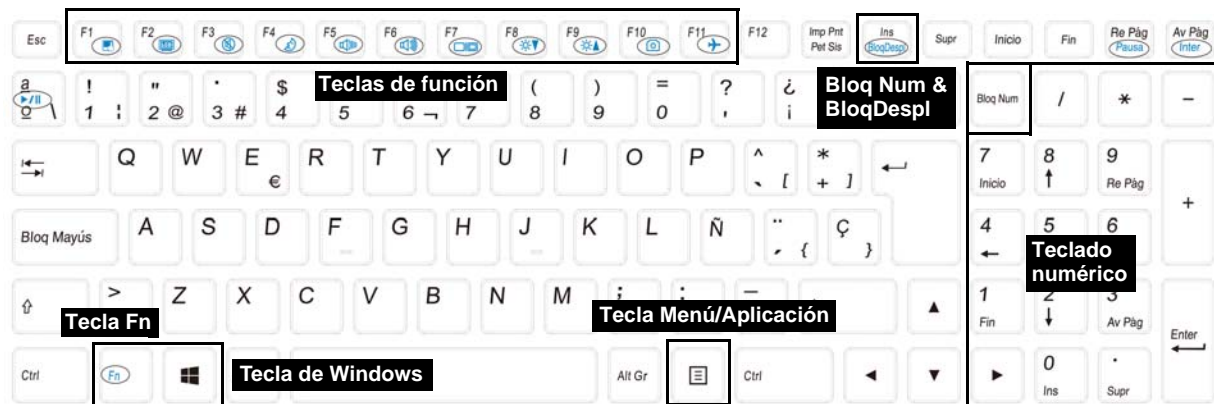 Esc F1 F2 F3 F4 F5 F6 F7 F8 F9 F10 F11 F12 Imp Pnt Pet Sis Ins BloqDespl Supr Inicio Fin Re Pàg Pausa Av Pàg Inter
Teclas de función
Bloq Num &
BloqDespl
a º \ ! 1 ¦ " 2 @ · 3 # $ 4 5 6 ¬ 7 ( 8 ) 9 = 0 ? ' ¿ ¡ Bloq Num / * −
Q W E € R T Y U I O P ^ ` [ * + ] 7 Inicio 8 9 Re Pàg +
Bloq Mayús A S D F G H J K L Ñ ¨ ´ { Ç } 4 5 6
Teclado
numérico
> Z X C V B N M ; : _ 1 Fin 2 3 Av Pàg Enter
Tecla Fn
Tecla Menú/Aplicación
Ctrl Fn Alt Gr Ctrl 0 Ins . Supr
Tecla de Windows